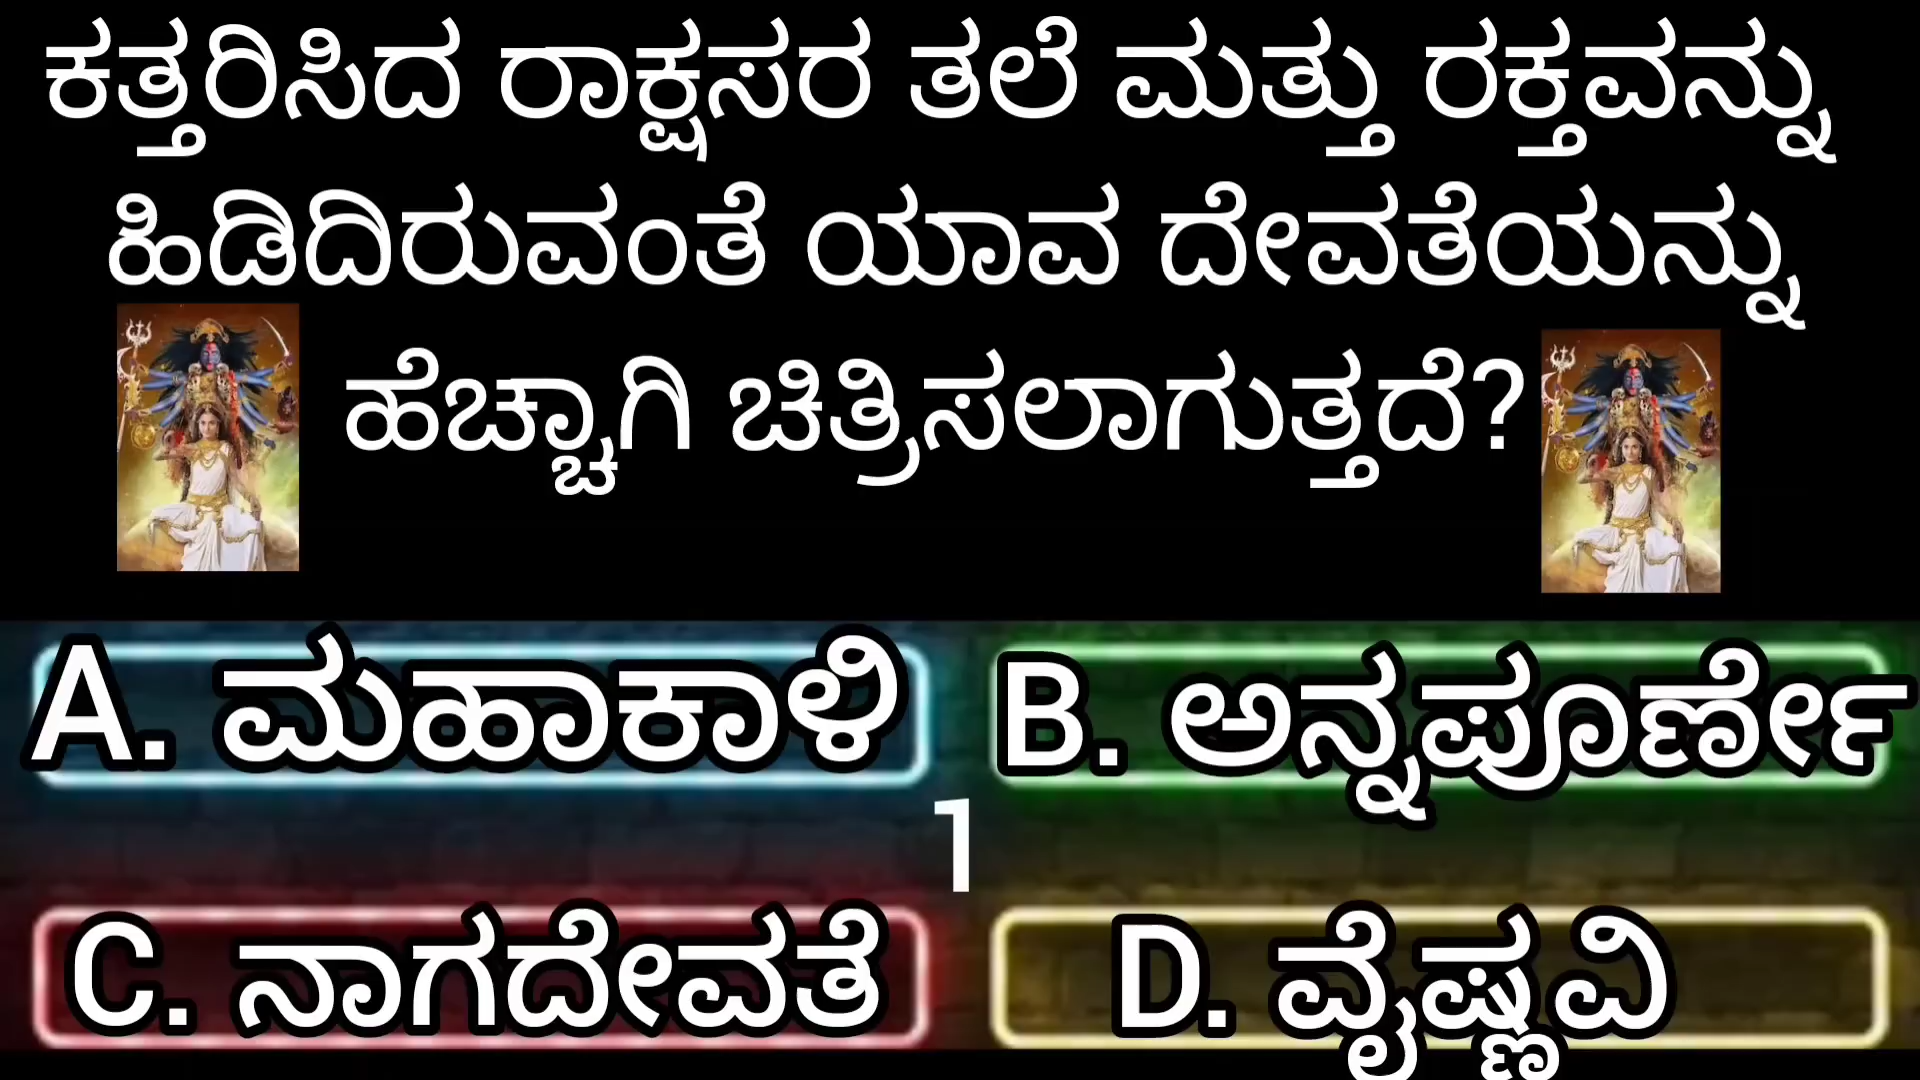 ಕತ್ತರಿಸಿದ ರಾಕ್ಷಸರ ತಲೆ ಮತ್ತು ರಕ್ತವನ್ನು
ಹಿಡಿದಿರುವಂತೆ ಯಾವ ದೇವತೆಯನ್ನು
ಹೆಚ್ಚಾಗಿ ಚಿತ್ರಿಸಲಾಗುತ್ತದೆ?
A. ಮಹಾಕಾಳಿ
B. ಅನ್ನಪೂರ್ಣೇ
1
C. ನಾಗದೇವತೆ
D. ವೈಷ್ಣವಿ